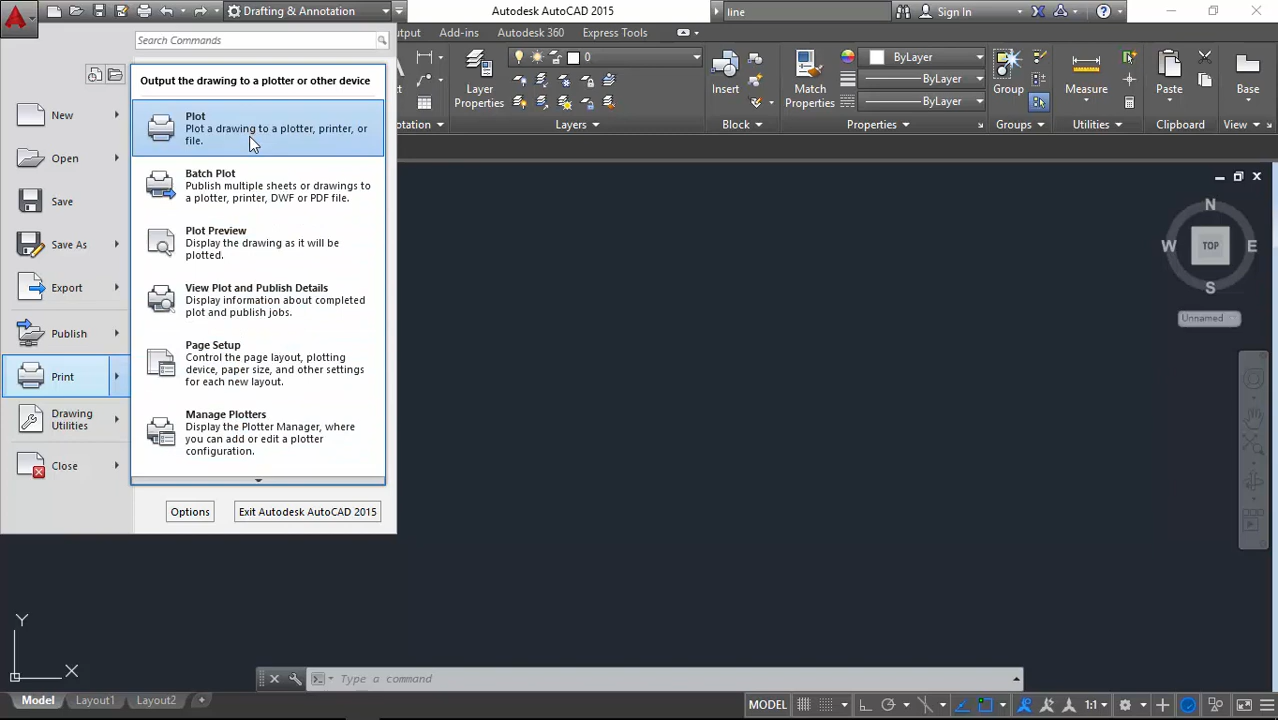 Drafting & Annotation
Autodesk AutoCAD 2015
line
Sign In
Search Commands
Add-ins
Autodesk 360
Express Tools
Output the drawing to a plotter or other device
New
Open
Save
Save As
Export
Publish
Print
Drawing
Utilities
Close
Plot
Plot a drawing to a plotter, printer, or
file.
Batch Plot
Publish multiple sheets or drawings to
a plotter, printer, DWF or PDF file.
Plot Preview
Display the drawing as it will be
plotted.
View Plot and Publish Details
Display information about completed
plot and publish jobs.
Page Setup
Control the page layout, plotting
device, paper size, and other settings
for each new layout.
Manage Plotters
Display the Plotter Manager, where
you can add or edit a plotter
configuration.
Options
Exit Autodesk AutoCAD 2015
Layer
Properties
0
Layers
Insert
Block
Match
Properties
ByLayer
ByLayer
ByLayer
Properties
Group
Groups
Measure
Utilities
Paste
Clipboard
Base
View
N
W
TOP
E
S
Unnamed
Y
X
Type a command
Model
Layout1
Layout2
+
MODEL
1:1